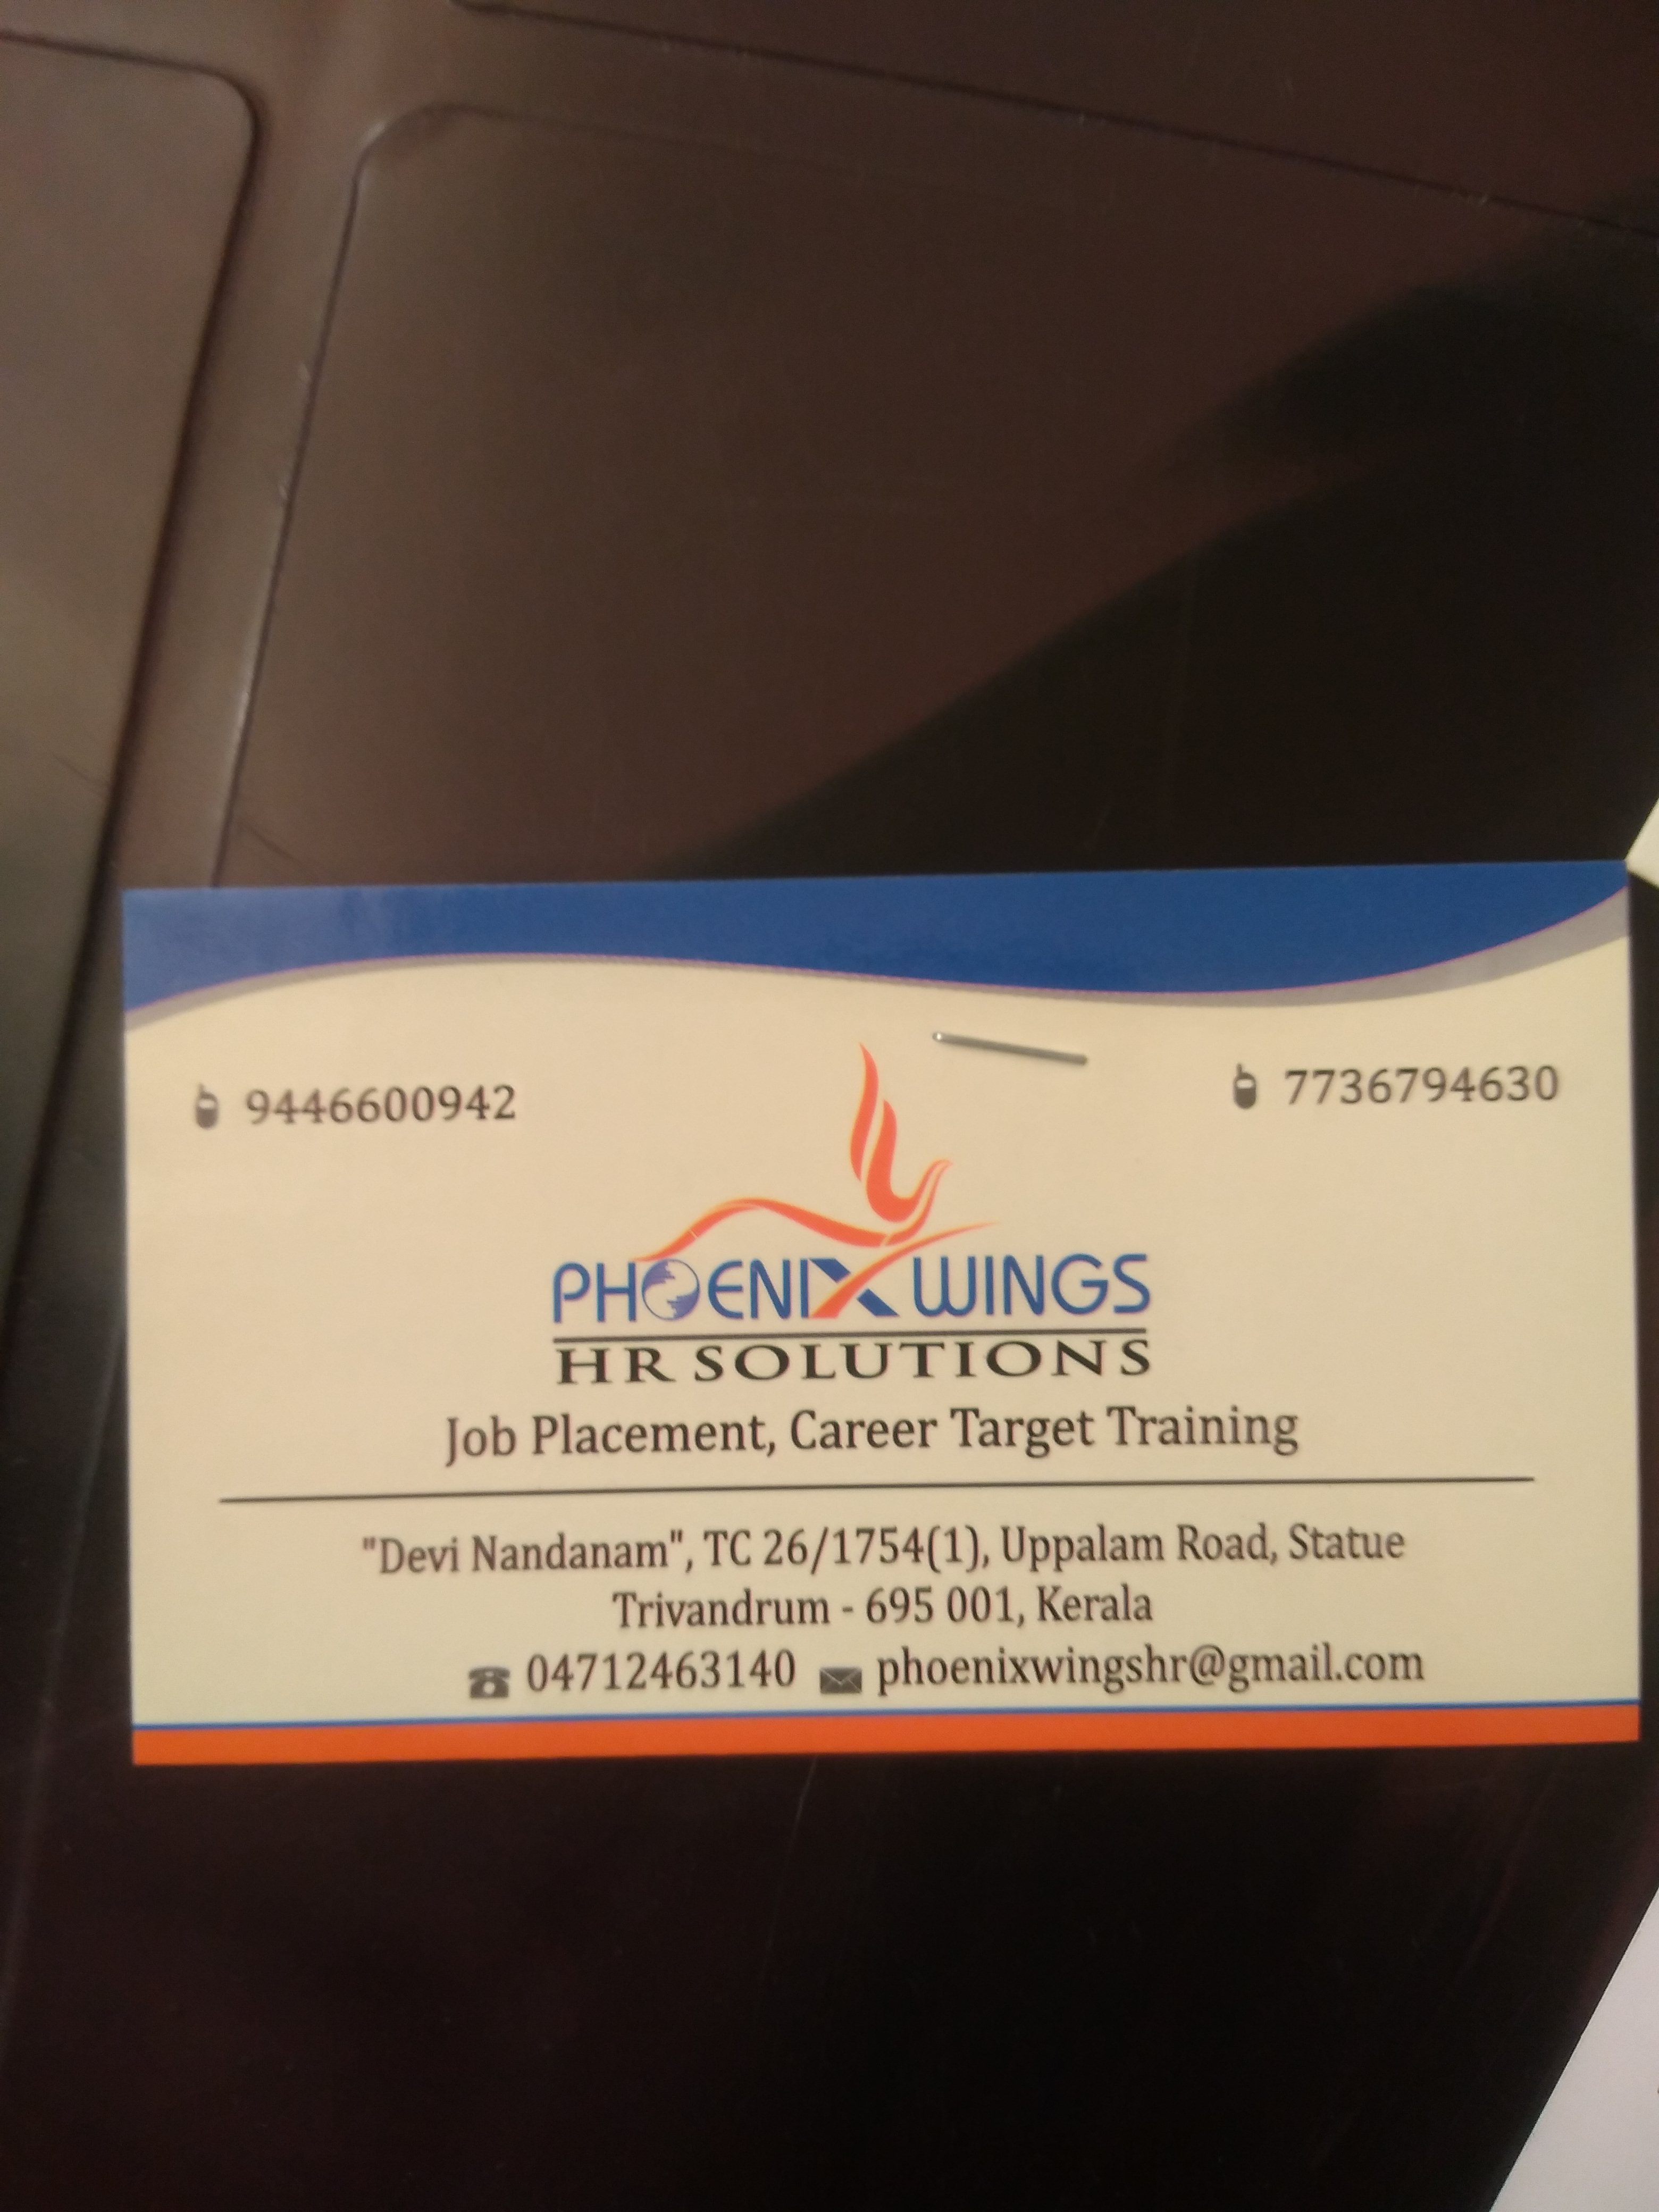 9446600942 7736794630
PHOENIX WINGS
HR SOLUTIONS
Job Placement, Career Target Training
"Devi Nandanam", TC 26/1754(1), Uppalam Road, Statue
Trivandrum - 695 001, Kerala
04712463140 phoenixwingshr@gmail.com